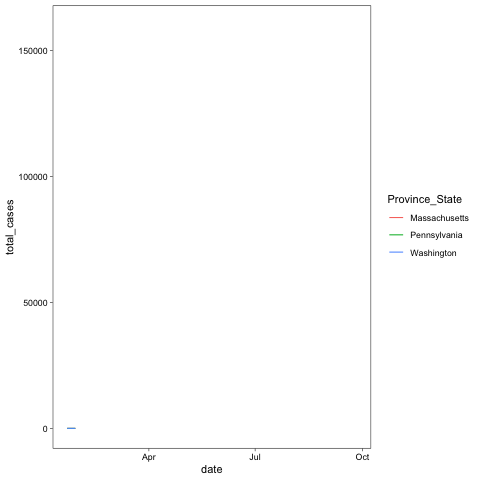 total_cases
150000
100000
50000
0
Apr
Jul
Oct
date
Province_State
Massachusetts
Pennsylvania
Washington